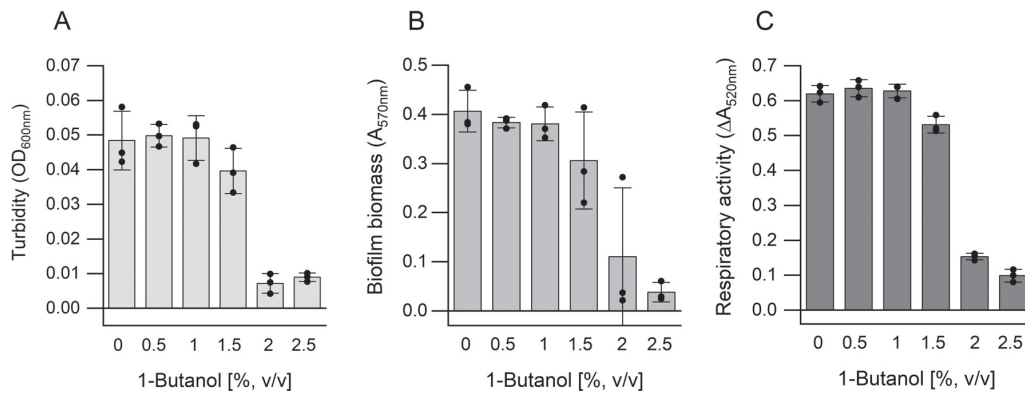 A
Turbidity (OD600nm)
0.07
0.06
0.05
0.04
0.03
0.02
0.01
0.00
0 0.5 1 1.5 2 2.5
1-Butanol [%, v/v]
B
Biofilm biomass (A570nm)
0.5
0.4
0.3
0.2
0.1
0.0
0 0.5 1 1.5 2 2.5
1-Butanol [%, v/v]
C
Respiratory activity (ΔA520nm)
0.7
0.6
0.5
0.4
0.3
0.2
0.1
0.0
0 0.5 1 1.5 2 2.5
1-Butanol [%, v/v]